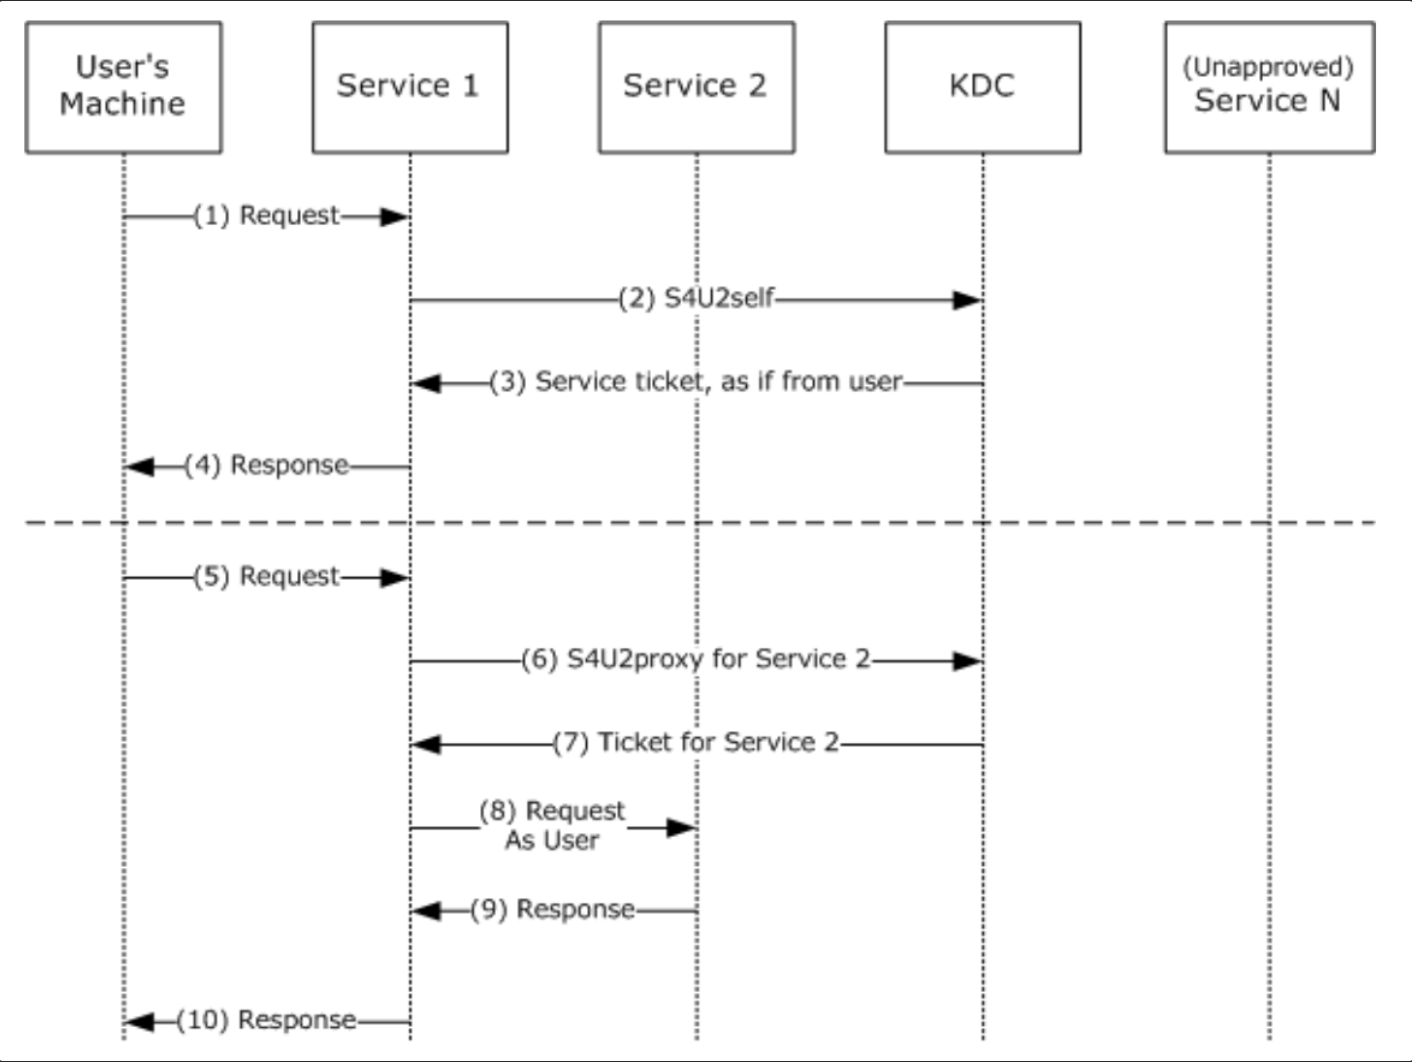 User's
Machine
Service 1
Service 2
KDC
(Unapproved)
Service N
(1) Request
(2) S4U2self
(3) Service ticket, as if from user
(4) Response
(5) Request
(6) S4U2proxy for Service 2
(7) Ticket for Service 2
(8) Request
As User
(9) Response
(10) Response